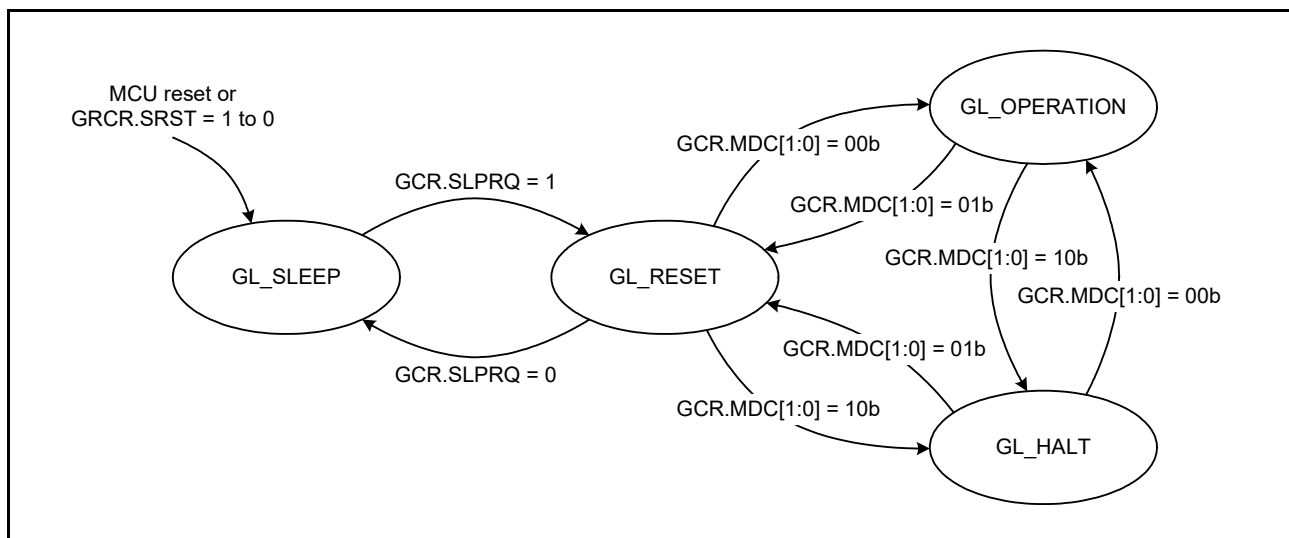 MCU reset or
GRCR.SRST = 1 to 0
GL_OPERATION
GCR.MDC[1:0] = 00b
GCR.SLPRQ = 1
GCR.MDC[1:0] = 01b
GCR.MDC[1:0] = 10b
GL_SLEEP
GL_RESET
GCR.MDC[1:0] = 00b
GCR.MDC[1:0] = 01b
GCR.SLPRQ = 0
GCR.MDC[1:0] = 10b
GL_HALT